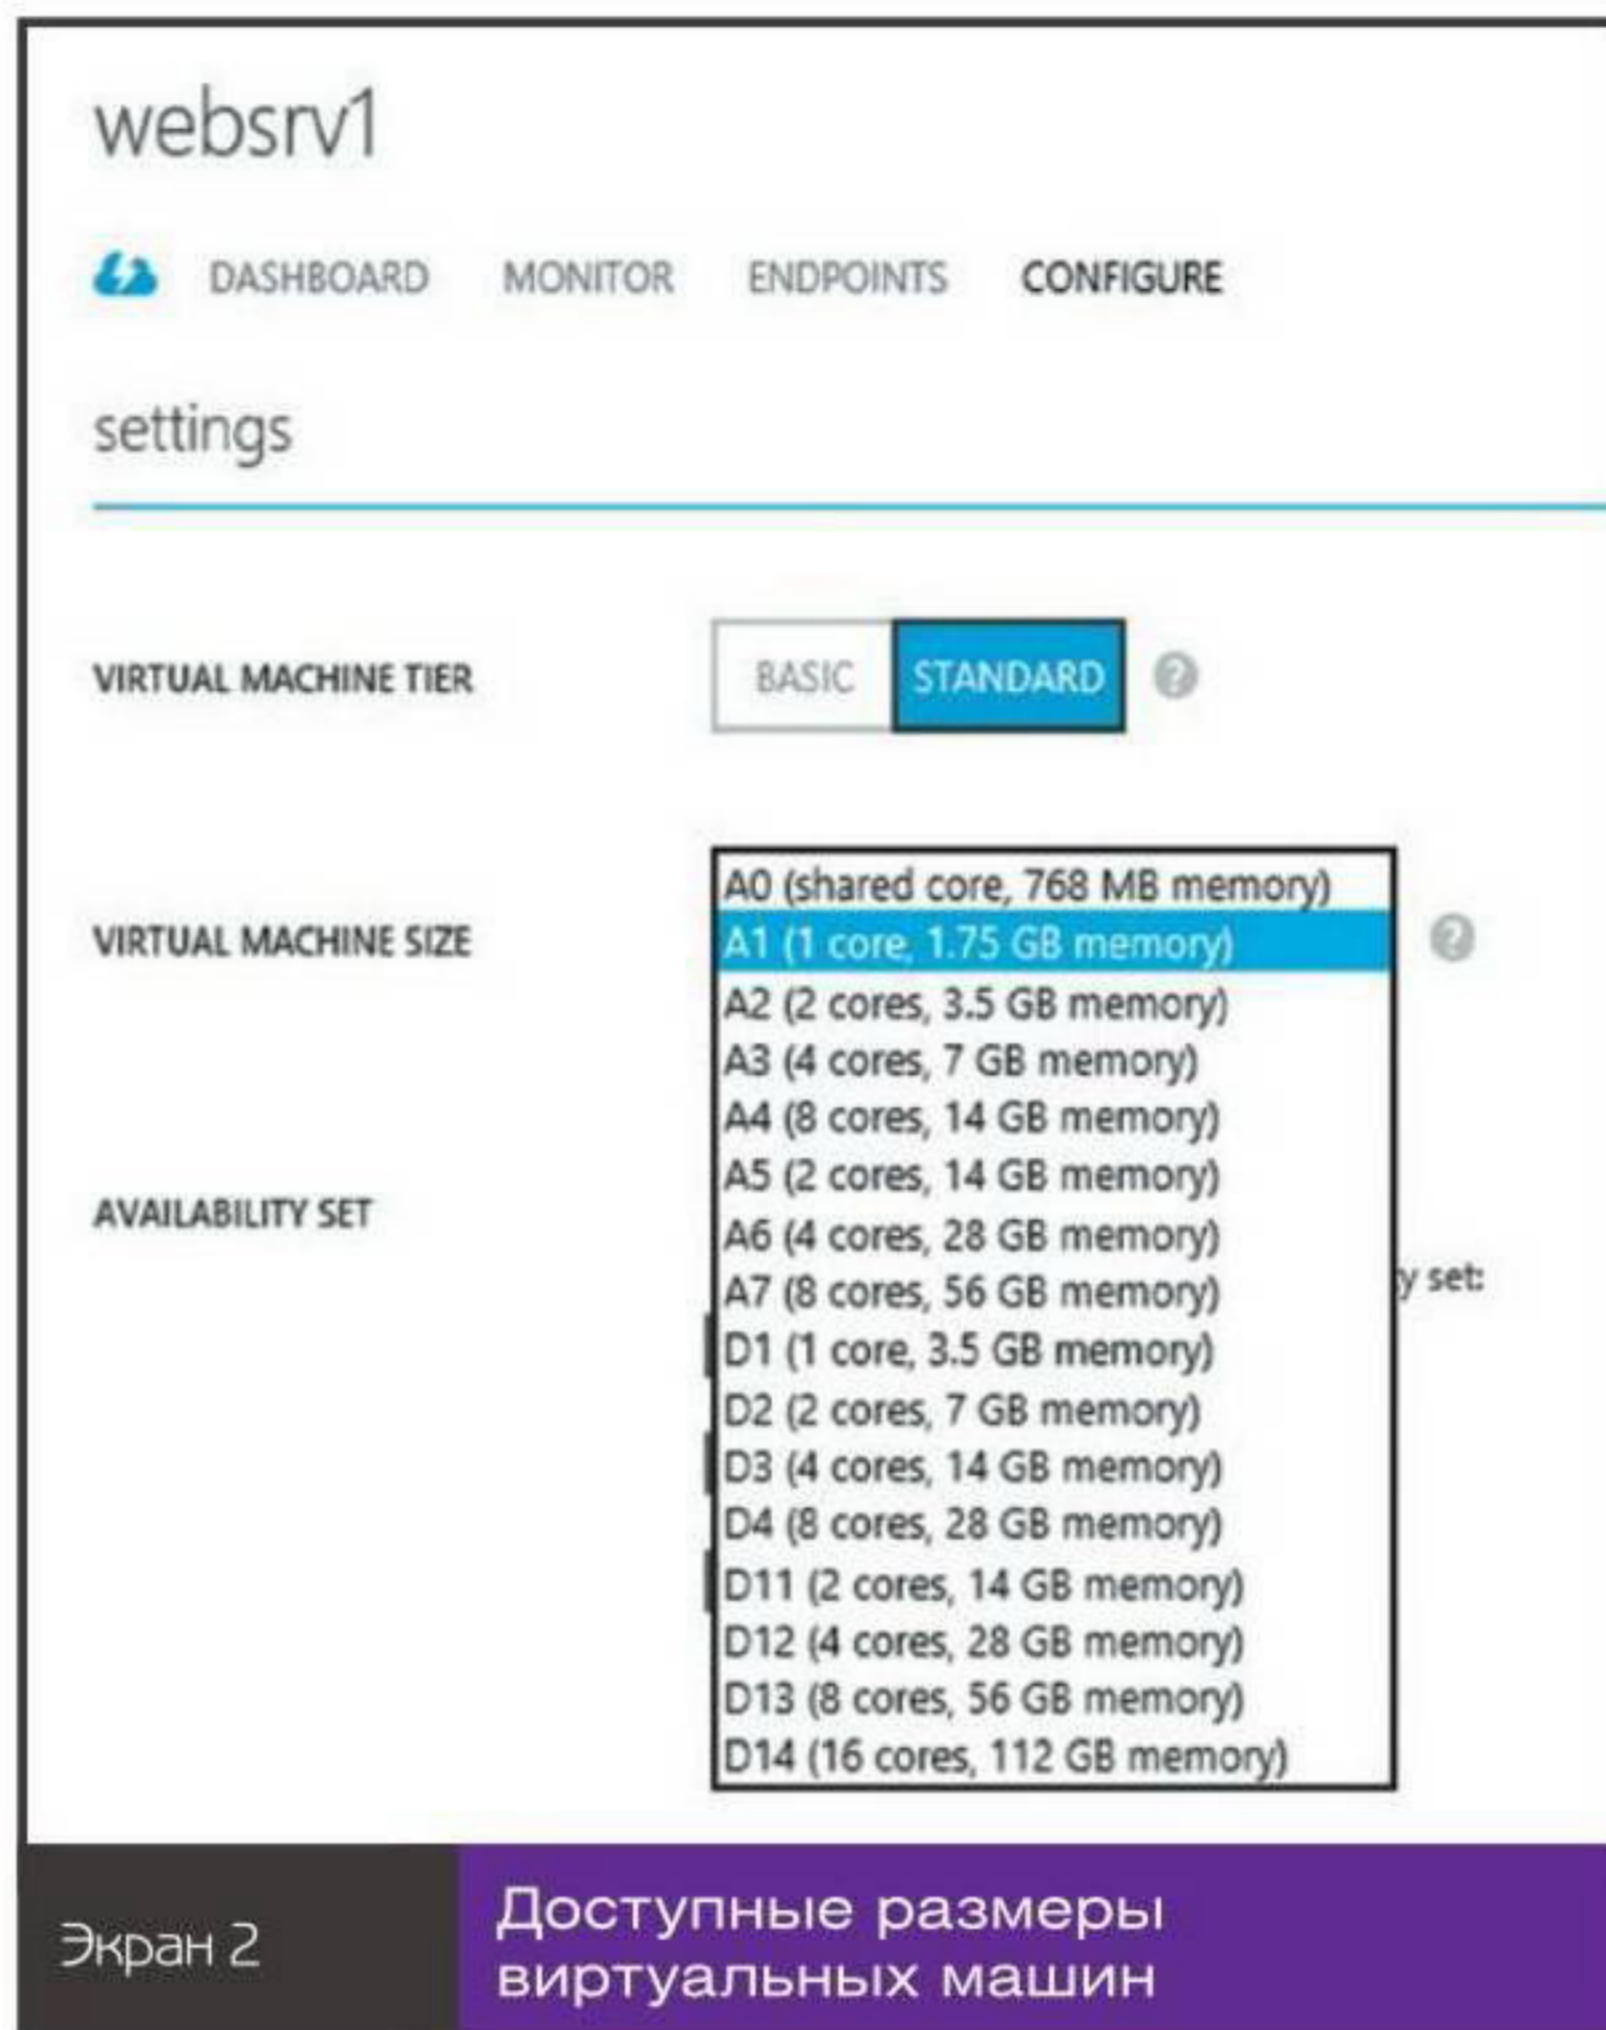 websrv1
DASHBOARD MONITOR ENDPOINTS CONFIGURE
settings
VIRTUAL MACHINE TIER BASIC STANDARD ?
VIRTUAL MACHINE SIZE ?
A0 (shared core, 768 MB memory)
A1 (1 core, 1.75 GB memory)
A2 (2 cores, 3.5 GB memory)
A3 (4 cores, 7 GB memory)
A4 (8 cores, 14 GB memory)
A5 (2 cores, 14 GB memory)
AVAILABILITY SET
A6 (4 cores, 28 GB memory)
A7 (8 cores, 56 GB memory)
y set:
D1 (1 core, 3.5 GB memory)
D2 (2 cores, 7 GB memory)
D3 (4 cores, 14 GB memory)
D4 (8 cores, 28 GB memory)
D11 (2 cores, 14 GB memory)
D12 (4 cores, 28 GB memory)
D13 (8 cores, 56 GB memory)
D14 (16 cores, 112 GB memory)
Экран 2
Доступные размеры
виртуальных машин